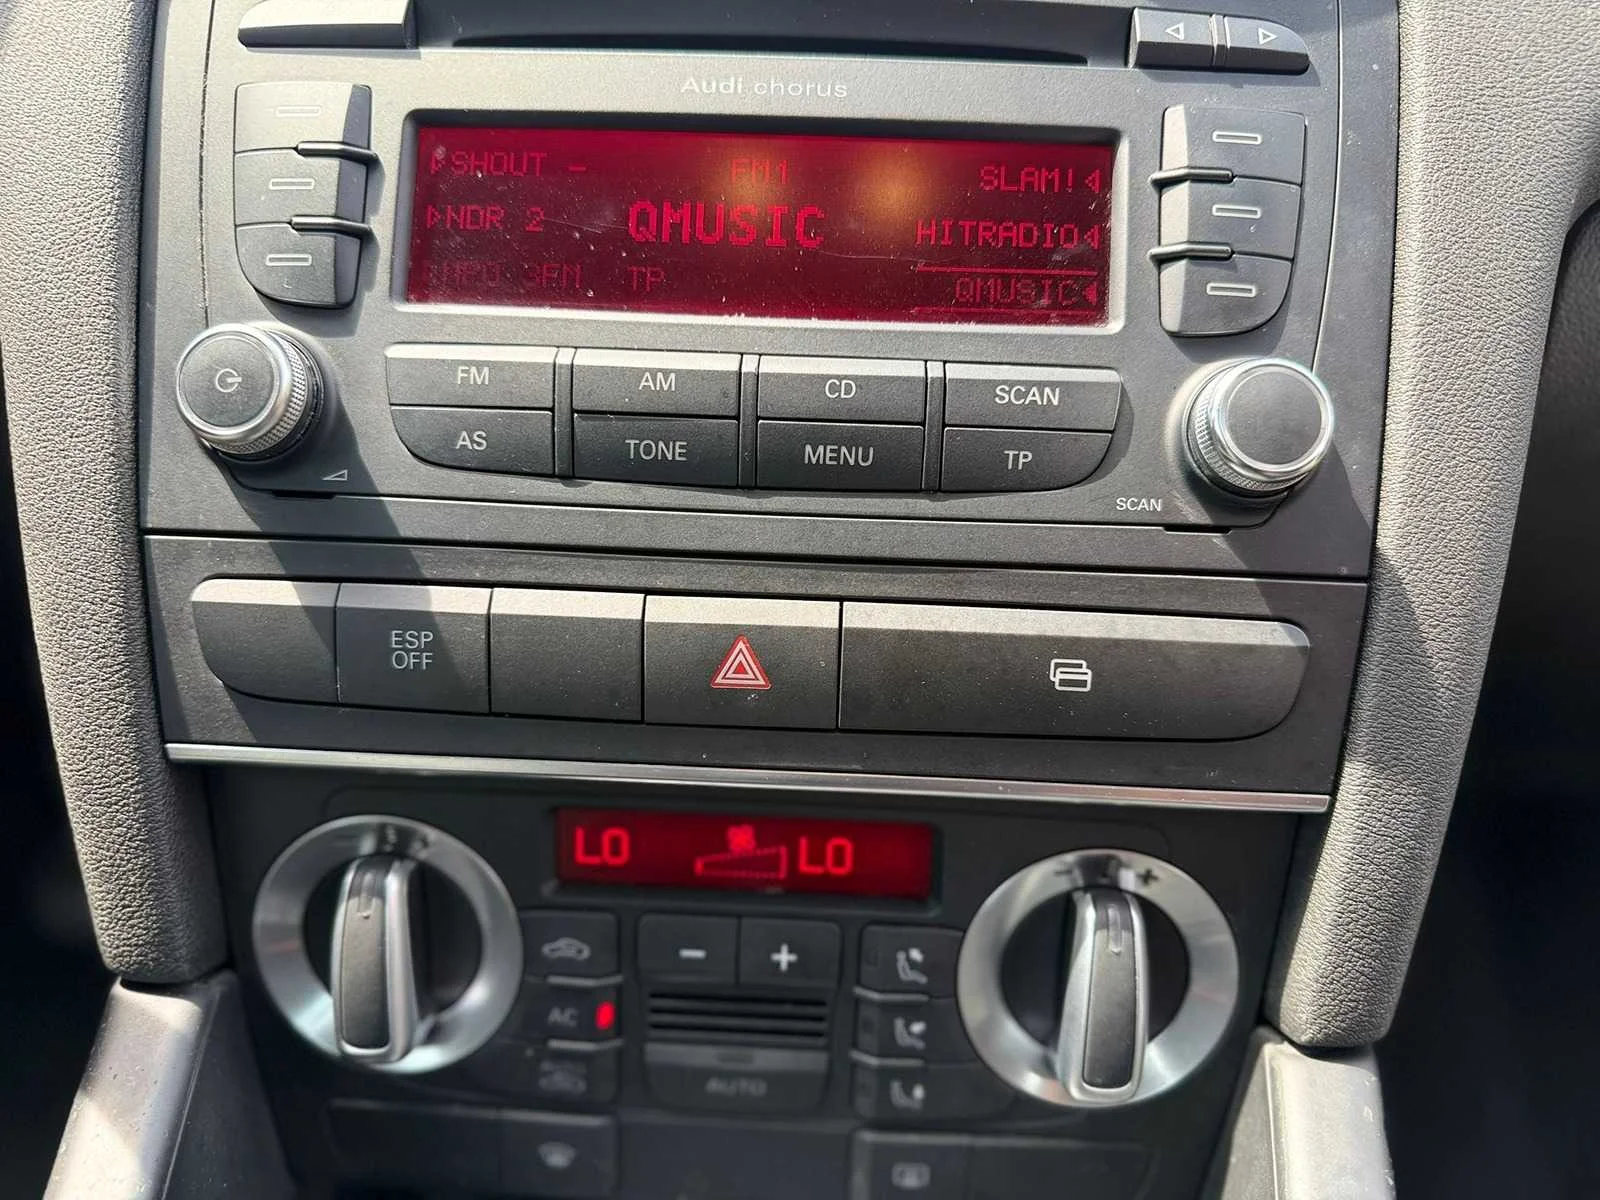 Audi chorus
SHOUT - FM1 SLAM!
NDR 2 QMUSIC HITRADIO
3FM TP QMUSIC
FM AM CD SCAN
AS TONE MENU TP
SCAN
ESP
OFF
LO LO
- +
- +
AC
AUTO